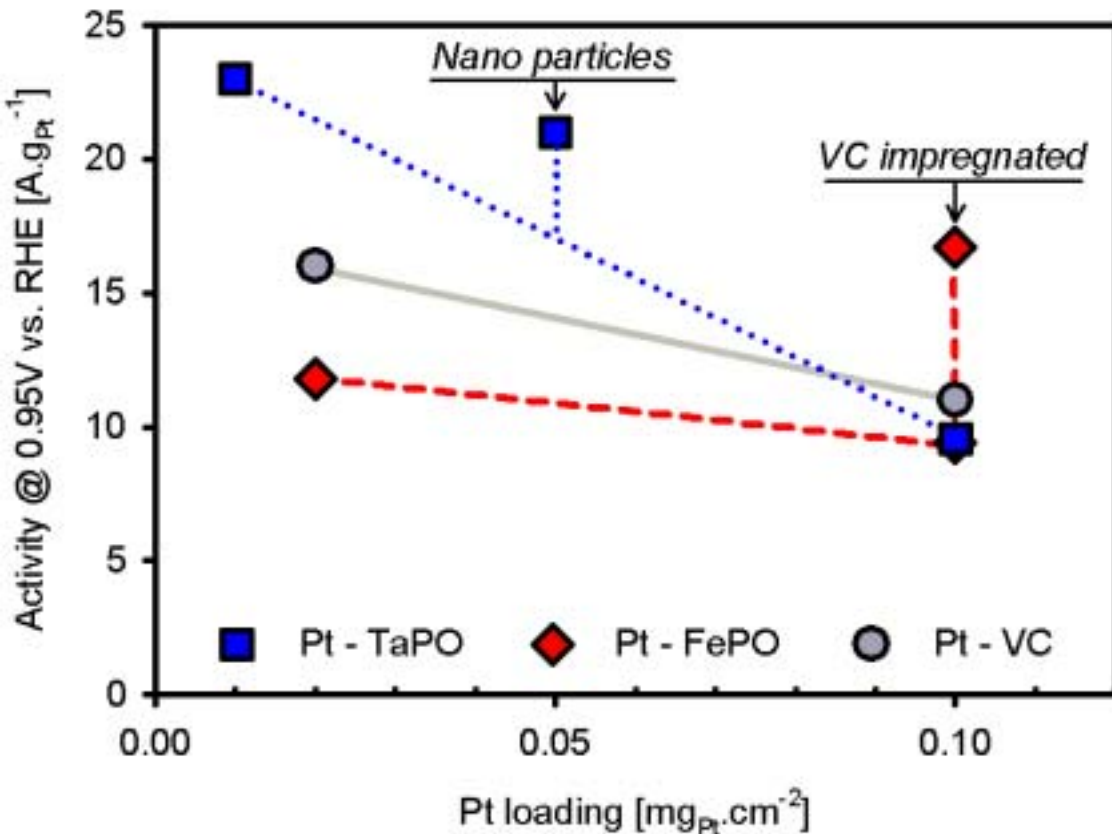 25
20
15
10
5
0
Activity @ 0.95V vs. RHE [A.gPt⁻¹]
Nano particles
VC impregnated
Pt - TaPO
Pt - FePO
Pt - VC
0.00
0.05
0.10
Pt loading [mgPt.cm⁻²]